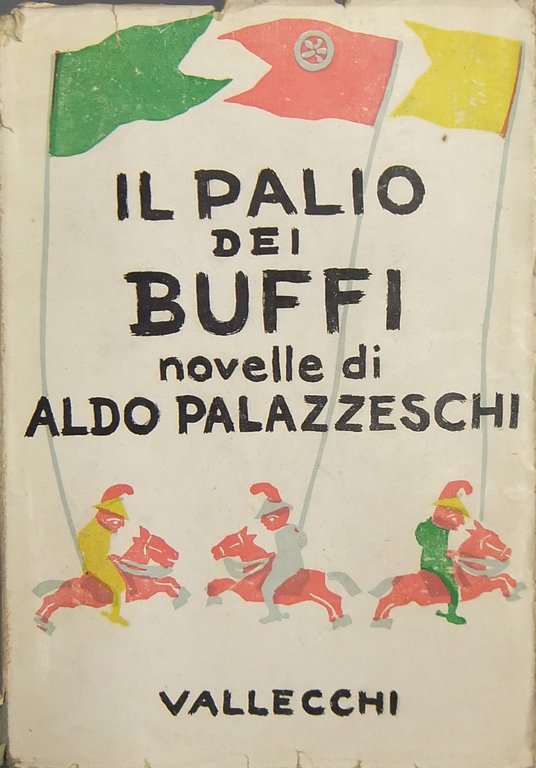 IL PALIO
DEI
BUFFI
novelle di
ALDO PALAZZESCHI
VALLECCHI